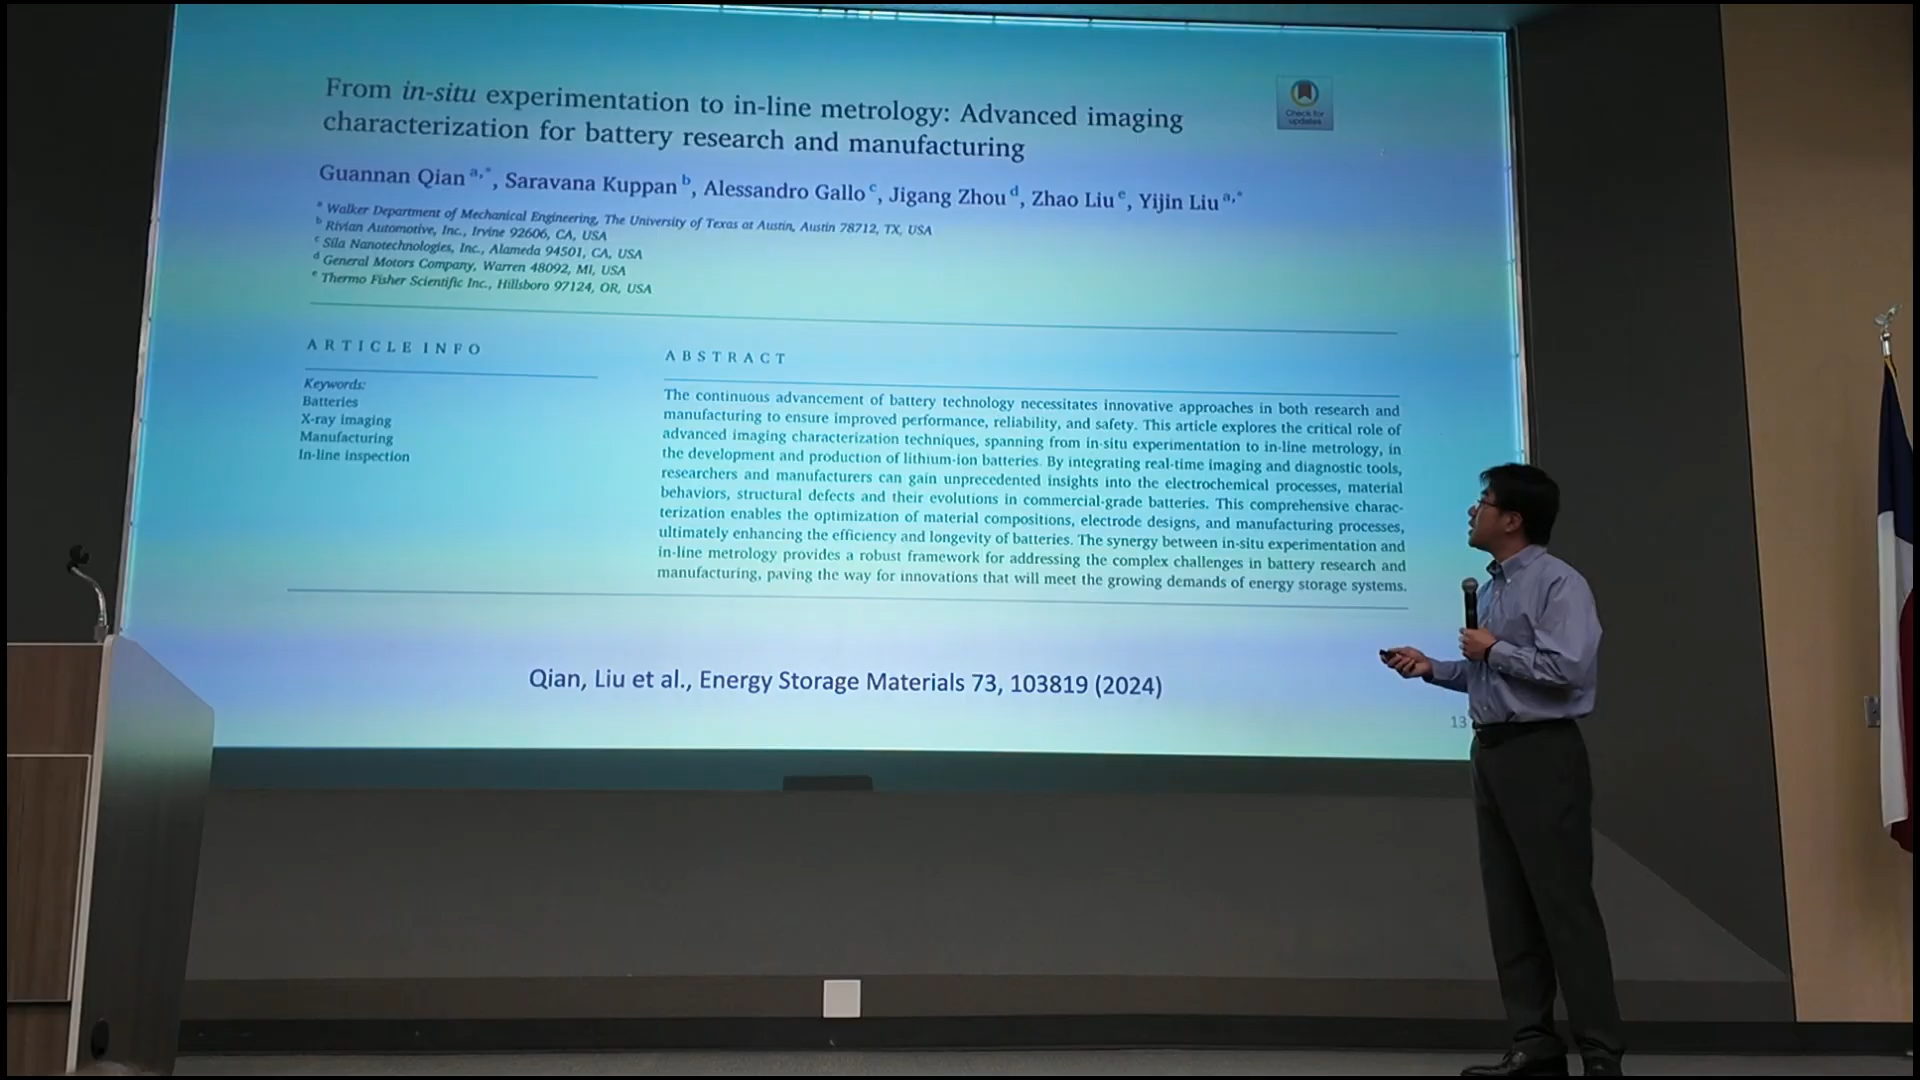 From in-situ experimentation to in-line metrology: Advanced imaging
characterization for battery research and manufacturing
Check for
updates
Guannan Qian a,*, Saravana Kuppan b, Alessandro Gallo c, Jigang Zhou d, Zhao Liu e, Yijin Liu a,*
a Walker Department of Mechanical Engineering, The University of Texas at Austin, Austin 78712, TX, USA
b Rivian Automotive, Inc., Irvine 92606, CA, USA
c Sila Nanotechnologies, Inc., Alameda 94501, CA, USA
d General Motors Company, Warren 48092, MI, USA
e Thermo Fisher Scientific Inc., Hillsboro 97124, OR, USA
ARTICLE INFO
Keywords:
Batteries
X-ray imaging
Manufacturing
In-line inspection
ABSTRACT
The continuous advancement of battery technology necessitates innovative approaches in both research and
manufacturing to ensure improved performance, reliability, and safety. This article explores the critical role of
advanced imaging characterization techniques, spanning from in-situ experimentation to in-line metrology, in
the development and production of lithium-ion batteries. By integrating real-time imaging and diagnostic tools,
researchers and manufacturers can gain unprecedented insights into the electrochemical processes, material
behaviors, structural defects and their evolutions in commercial-grade batteries. This comprehensive charac-
terization enables the optimization of material compositions, electrode designs, and manufacturing processes,
ultimately enhancing the efficiency and longevity of batteries. The synergy between in-situ experimentation and
in-line metrology provides a robust framework for addressing the complex challenges in battery research and
manufacturing, paving the way for innovations that will meet the growing demands of energy storage systems.
Qian, Liu et al., Energy Storage Materials 73, 103819 (2024)
13